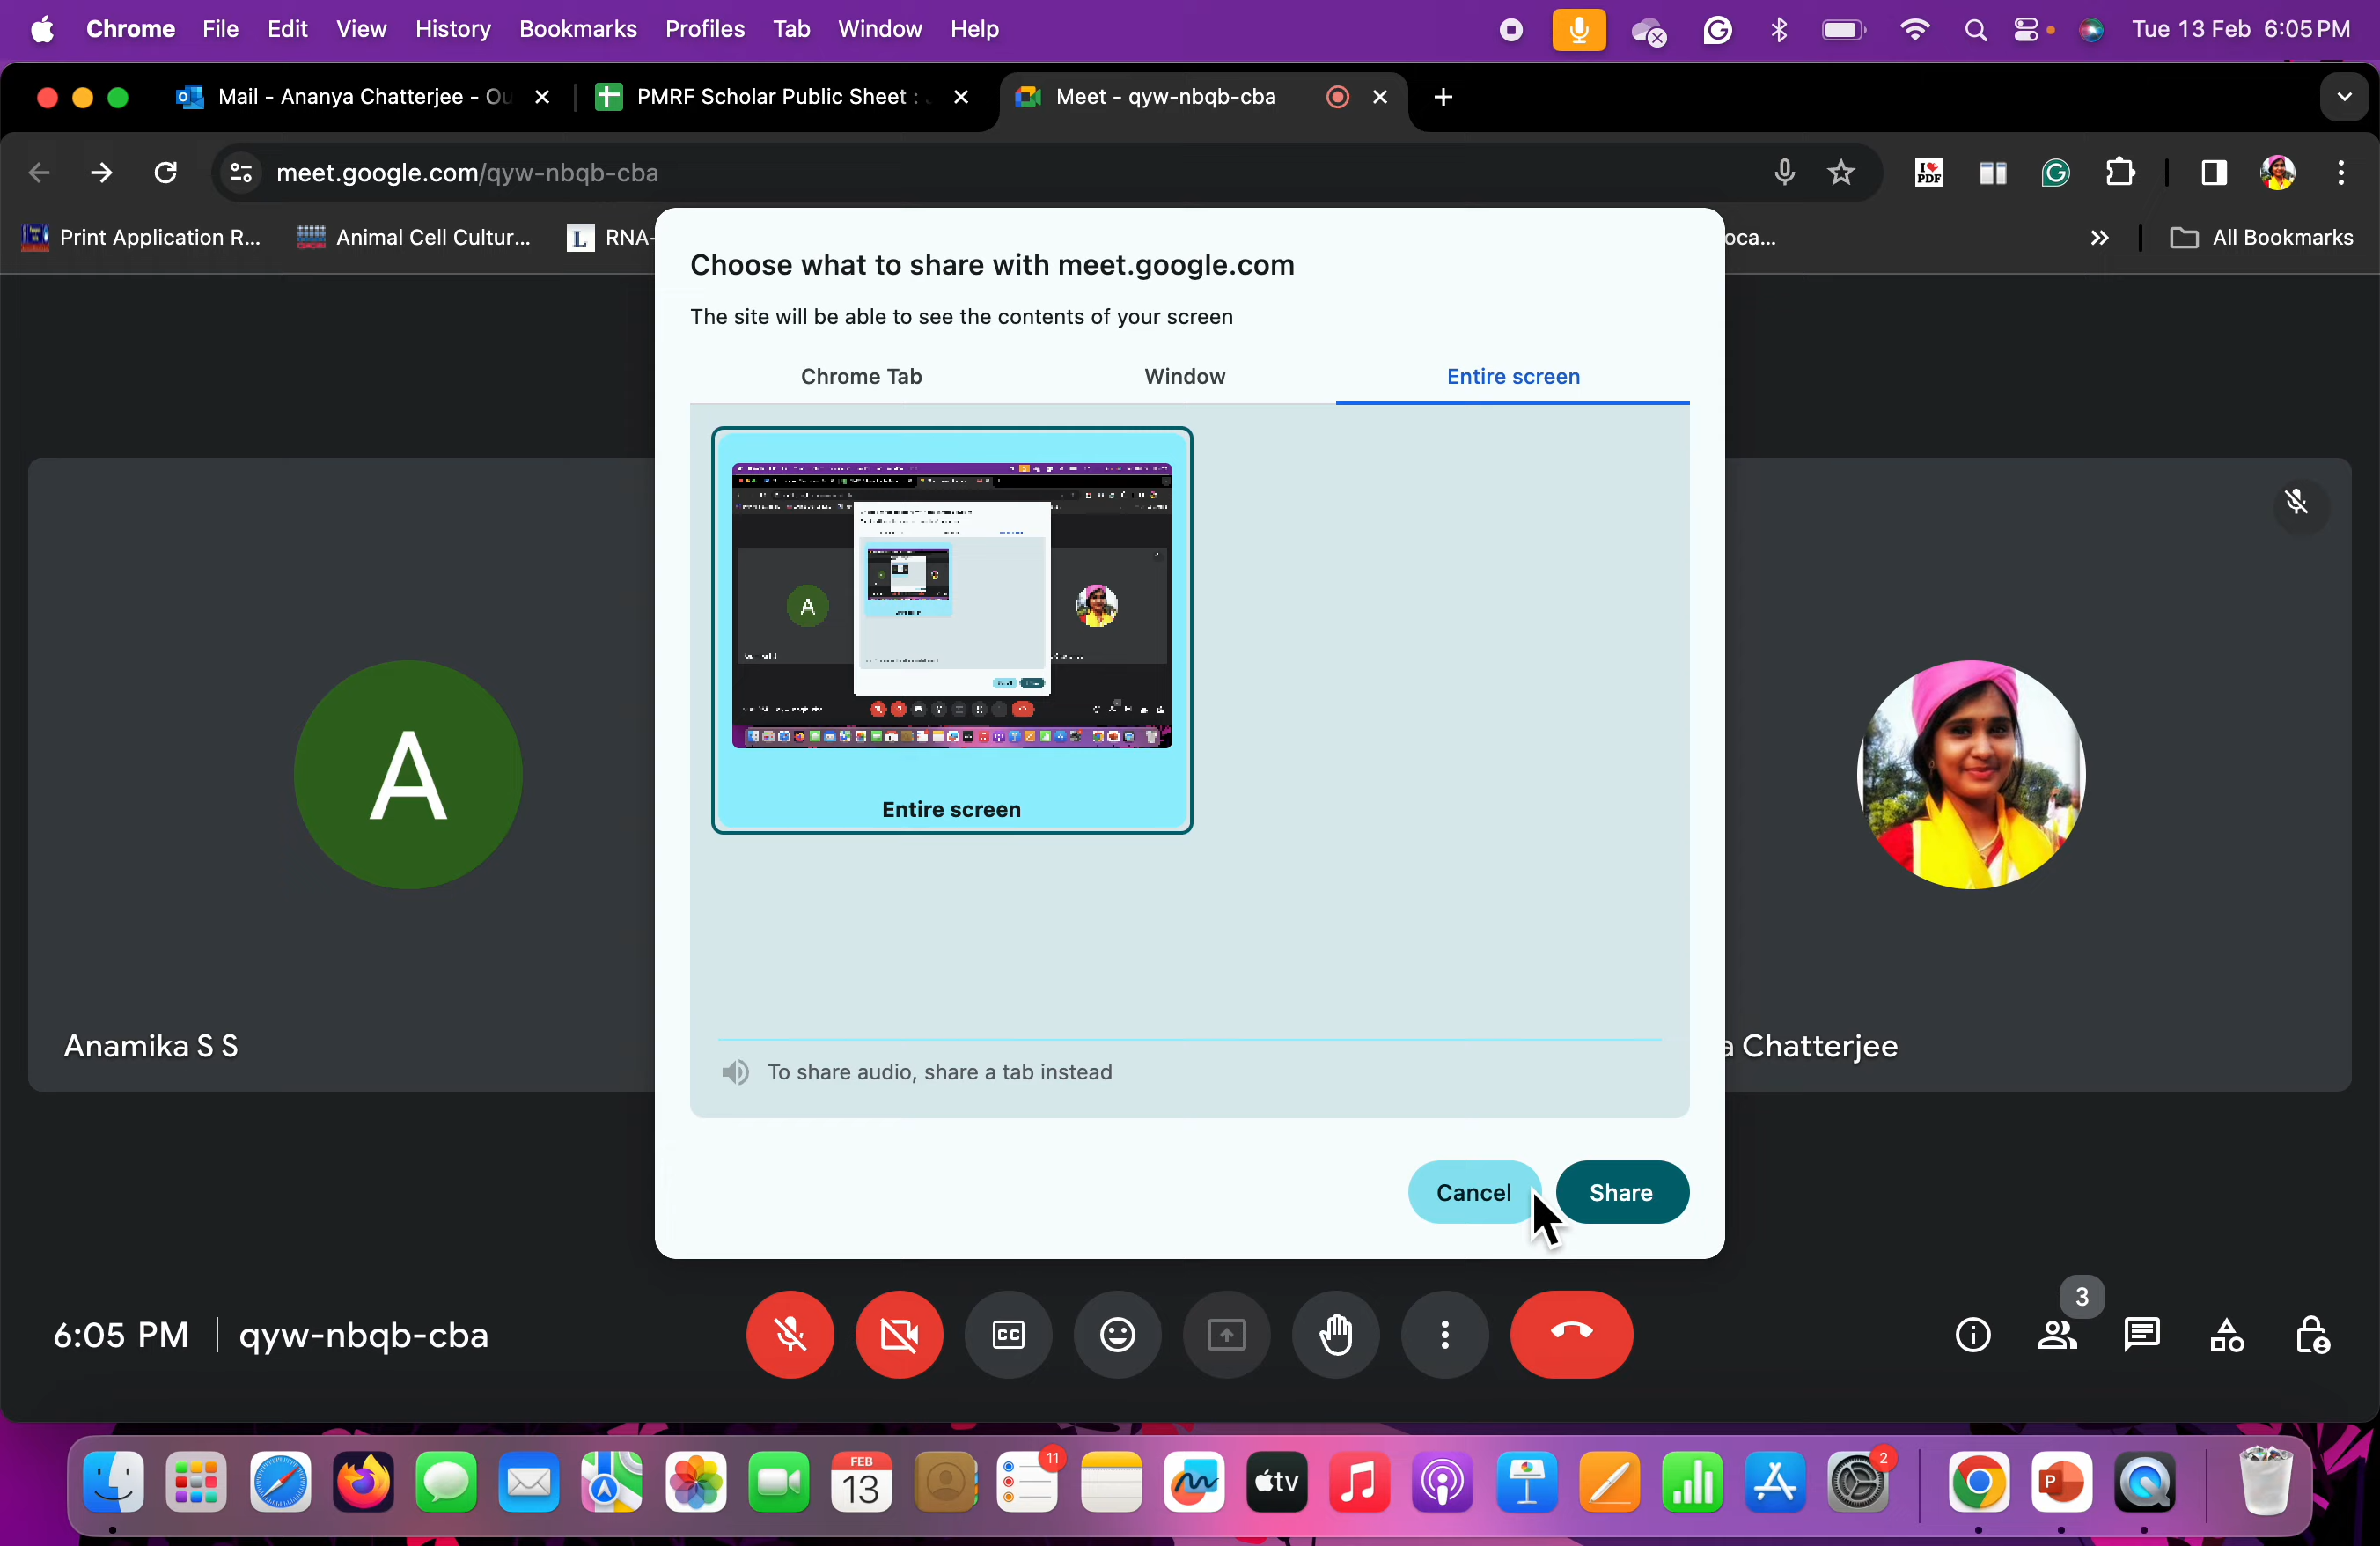 Chrome File Edit View History Bookmarks Profiles Tab Window Help Tue 13 Feb 6:05 PM
Mail - Ananya Chatterjee - Ou PMRF Scholar Public Sheet : Meet - qyw-nbqb-cba
meet.google.com/qyw-nbqb-cba I PDF
Print Application R... Animal Cell Cultur... L RNA- oca... All Bookmarks
Choose what to share with meet.google.com
The site will be able to see the contents of your screen
Chrome Tab Window Entire screen
A
A
Entire screen
Anamika S S
a Chatterjee
To share audio, share a tab instead
Cancel Share
3
6:05 PM qyw-nbqb-cba CC
FEB 13 11 tv 2 P